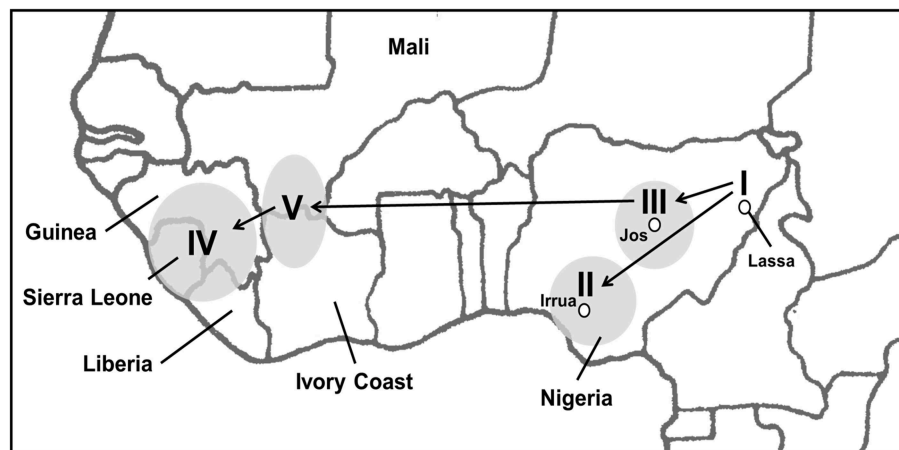 Mali
I
V
III
Guinea
IV
Jos
Lassa
II
Sierra Leone
Irrua
Liberia
Ivory Coast
Nigeria